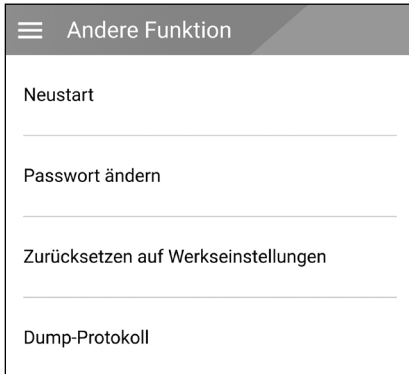 Andere Funktion
Neustart
Passwort ändern
Zurücksetzen auf Werkseinstellungen
Dump-Protokoll